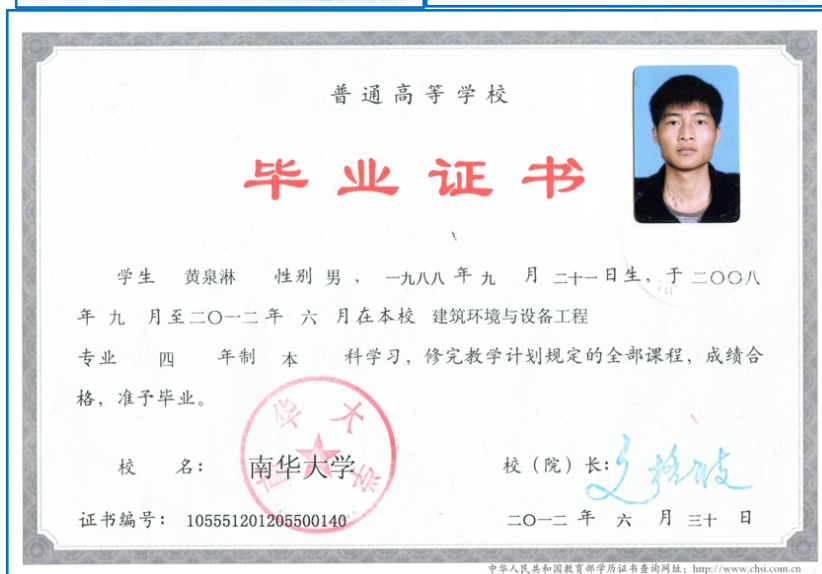 普通高等学校
毕业证书
学生 黄泉淋 性别 男 ， 一九八八 年 九 月 二十一 日生，于 二〇〇八
年 九 月至二〇一二 年 六 月在本校 建筑环境与设备工程
专业 四 年制 本 科学习，修完教学计划规定的全部课程，成绩合
格，准予毕业。
校 名： 南华大学 校（院）长：
南华大学
证书编号： 105551201205500140 二〇一二 年 六 月 三十 日
中华人民共和国教育部学历证书查询网址：http://www.chsi.com.cn